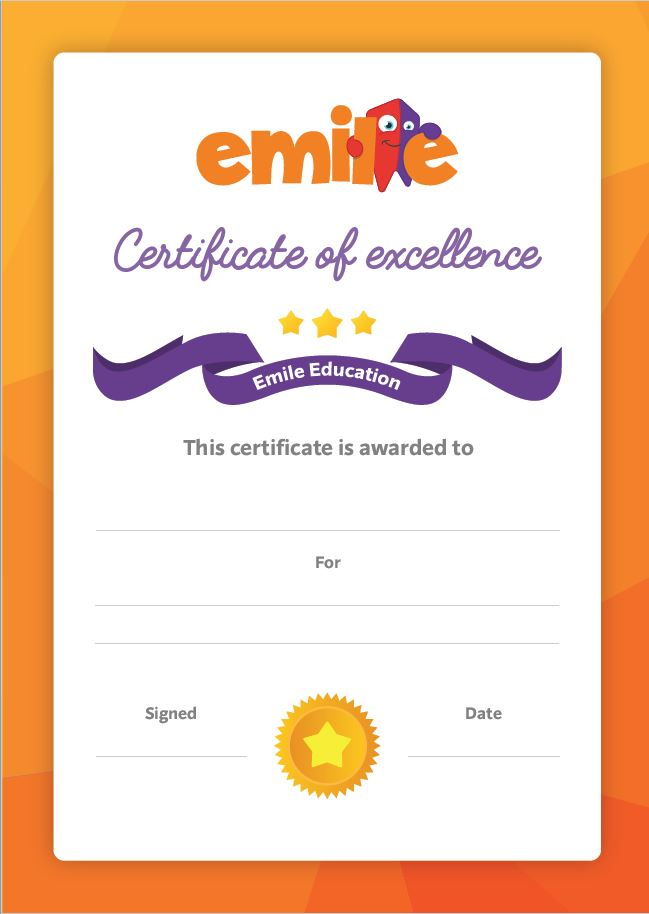 emile
Certificate of excellence
Emile Education
This certificate is awarded to
For
Signed
Date